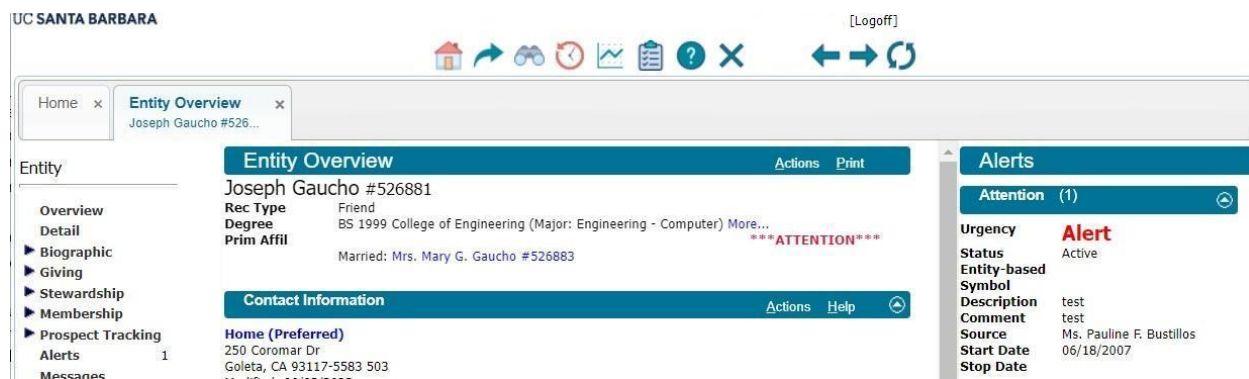 UC SANTA BARBARA
[Logoff]
Home x
Entity Overview x
Joseph Gaucho #526...
Entity
Overview
Detail
Biographic
Giving
Stewardship
Membership
Prospect Tracking
Alerts 1
Messages
Entity Overview Actions Print
Joseph Gaucho #526881
Rec Type Friend
Degree BS 1999 College of Engineering (Major: Engineering - Computer) More...
Prim Affil ***ATTENTION***
Married: Mrs. Mary G. Gaucho #526883
Contact Information Actions Help
Home (Preferred)
250 Coromar Dr
Goleta, CA 93117-5583 503
Alerts
Attention (1)
Urgency Alert
Status Active
Entity-based
Symbol
Description test
Comment test
Source Ms. Pauline F. Bustillos
Start Date 06/18/2007
Stop Date